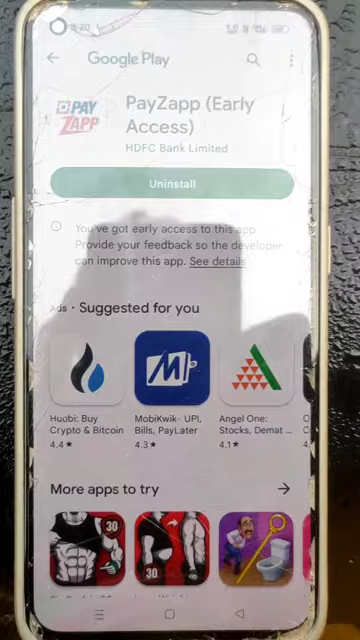 8:20
Google Play
PAY
ZAPP
PayZapp (Early
Access)
HDFC Bank Limited
Uninstall
You've got early access to this app.
Provide your feedback so the developer
can improve this app. See details
Ads · Suggested for you
Huobi: Buy
Crypto & Bitcoin
4.4★
MobiKwik- UPI,
Bills, PayLater
4.3★
Angel One:
Stocks, Demat ...
4.1★
More apps to try
30
30